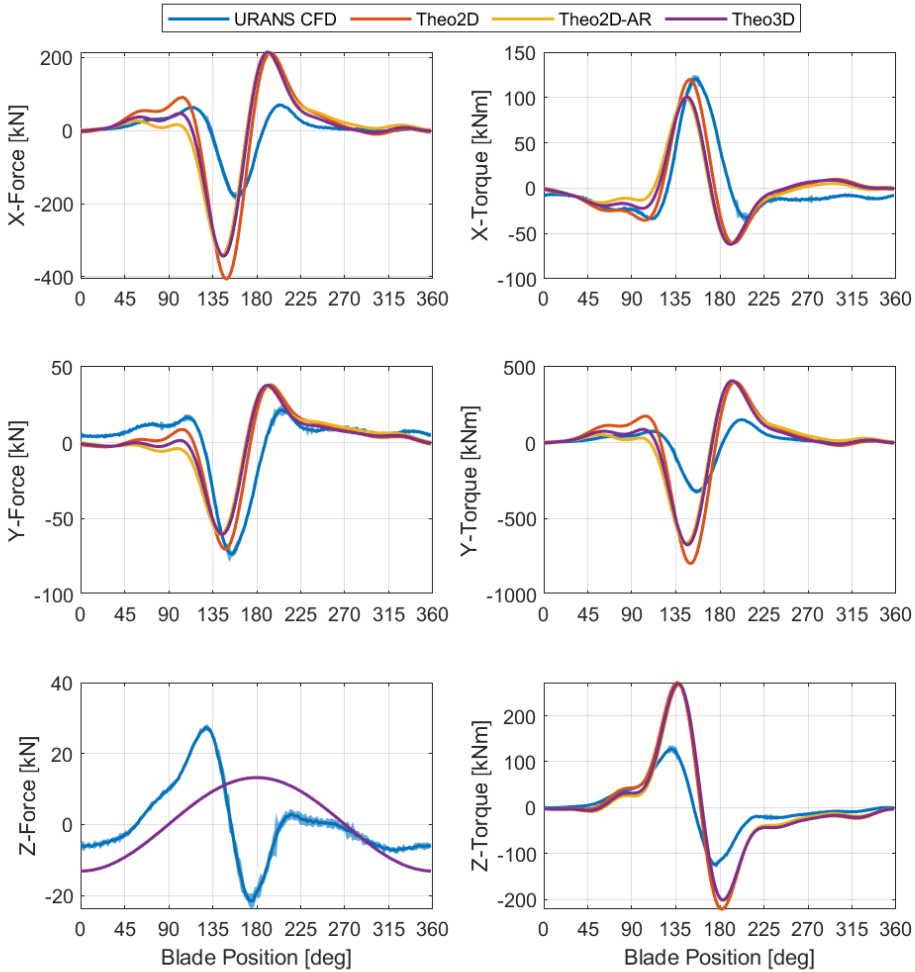 URANS CFD Theo2D Theo2D-AR Theo3D
X-Force [kN]
200
0
-200
-400
0 45 90 135 180 225 270 315 360
X-Torque [kNm]
150
100
50
0
-50
-100
0 45 90 135 180 225 270 315 360
Y-Force [kN]
50
0
-50
-100
0 45 90 135 180 225 270 315 360
Y-Torque [kNm]
500
0
-500
-1000
0 45 90 135 180 225 270 315 360
Z-Force [kN]
40
20
0
-20
0 45 90 135 180 225 270 315 360
Blade Position [deg]
Z-Torque [kNm]
200
100
0
-100
-200
0 45 90 135 180 225 270 315 360
Blade Position [deg]